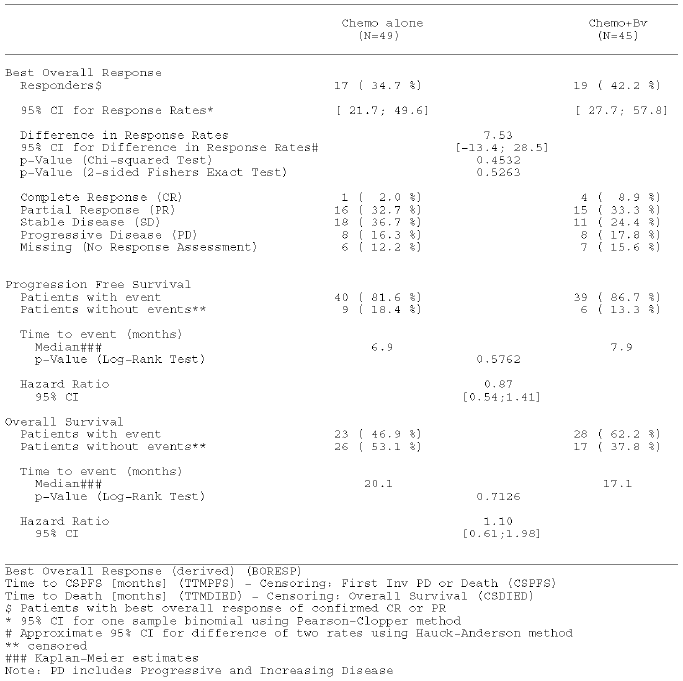 Chemo alone Chemo+Bv
(N=49) (N=45)
Best Overall Response
Responders$ 17 ( 34.7 %) 19 ( 42.2 %)
95% CI for Response Rates* [ 21.7; 49.6] [ 27.7; 57.8]
Difference in Response Rates 7.53
95% CI for Difference in Response Rates# [-13.4; 28.5]
p-Value (Chi-squared Test) 0.4532
p-Value (2-sided Fishers Exact Test) 0.5263
Complete Response (CR) 1 ( 2.0 %) 4 ( 8.9 %)
Partial Response (PR) 16 ( 32.7 %) 15 ( 33.3 %)
Stable Disease (SD) 18 ( 36.7 %) 11 ( 24.4 %)
Progressive Disease (PD) 8 ( 16.3 %) 8 ( 17.8 %)
Missing (No Response Assessment) 6 ( 12.2 %) 7 ( 15.6 %)
Progression Free Survival
Patients with event 40 ( 81.6 %) 39 ( 86.7 %)
Patients without events** 9 ( 18.4 %) 6 ( 13.3 %)
Time to event (months)
Median### 6.9 7.9
p-Value (Log-Rank Test) 0.5762
Hazard Ratio 0.87
95% CI [0.54;1.41]
Overall Survival
Patients with event 23 ( 46.9 %) 28 ( 62.2 %)
Patients without events** 26 ( 53.1 %) 17 ( 37.8 %)
Time to event (months)
Median### 20.1 17.1
p-Value (Log-Rank Test) 0.7126
Hazard Ratio 1.10
95% CI [0.61;1.98]
Best Overall Response (derived) (BORESP)
Time to CSPFS [months] (TTMPFS) - Censoring: First Inv PD or Death (CSPFS)
Time to Death [months] (TTMDIED) - Censoring: Overall Survival (CSDIED)
$ Patients with best overall response of confirmed CR or PR
* 95% CI for one sample binomial using Pearson-Clopper method
# Approximate 95% CI for difference of two rates using Hauck-Anderson method
** censored
### Kaplan-Meier estimates
Note: PD includes Progressive and Increasing Disease